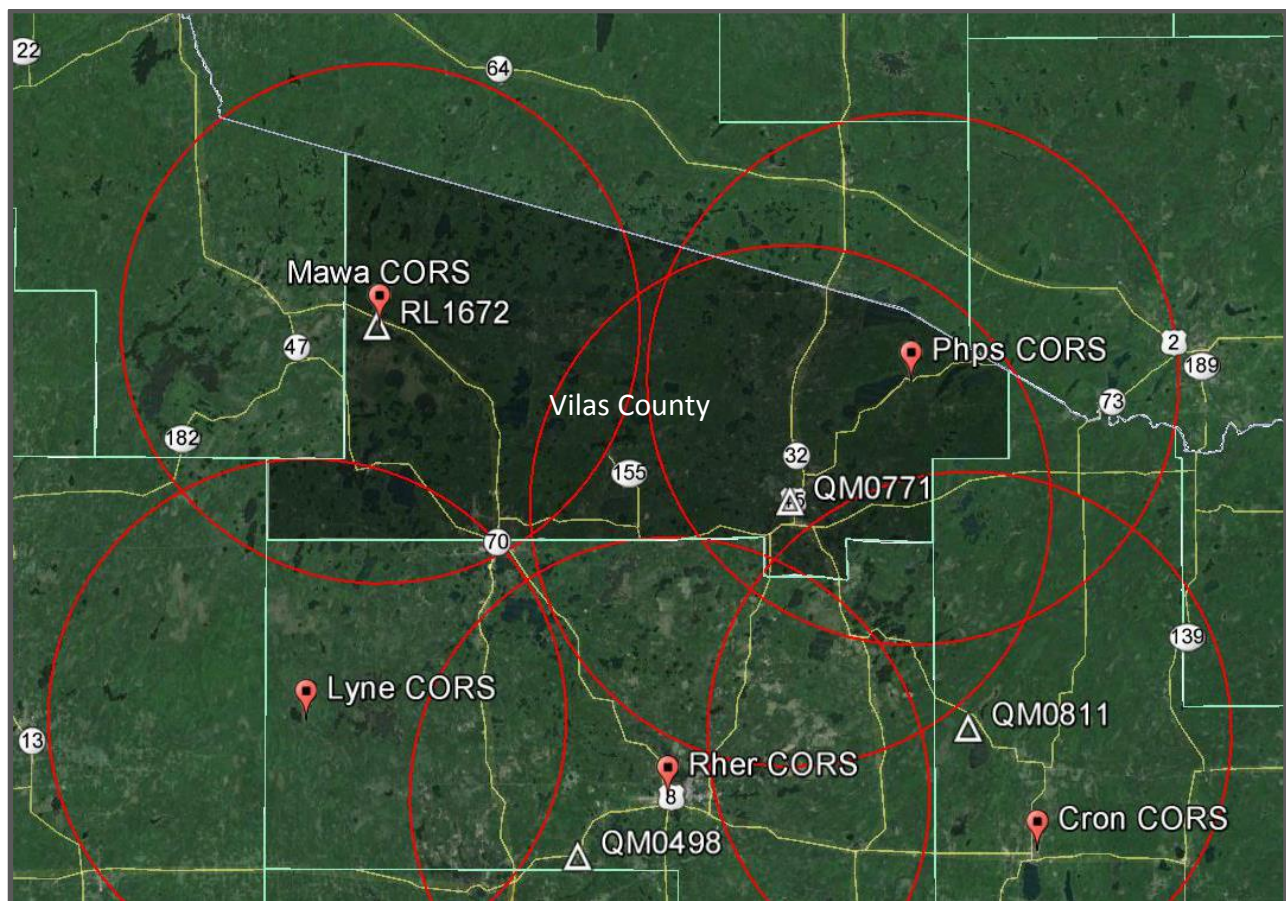 22
64
Mawa CORS
RL1672
47
2
Phps CORS
189
73
Vilas County
182
32
155
QM0771
70
139
Lyne CORS
QM0811
13
Rher CORS
8
Cron CORS
QM0498